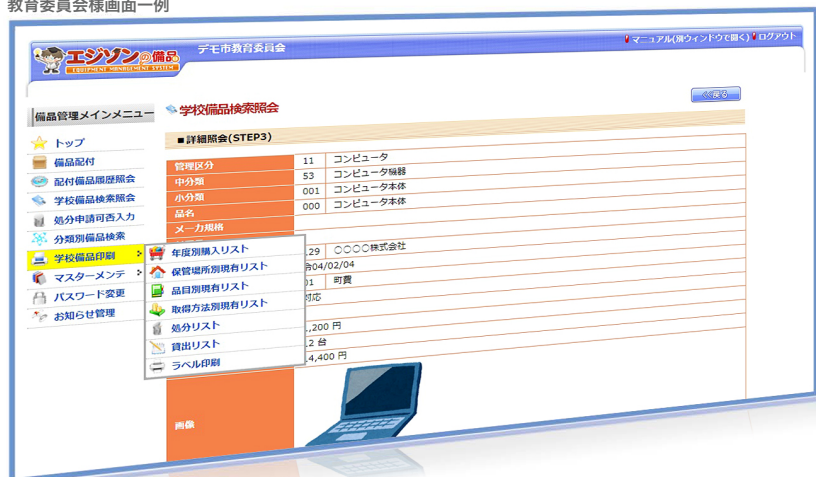 教育委員会様画面一例
エジソンの備品
EQUIPMENT MANAGEMENT SYSTEM
デモ市教育委員会
マニュアル(別ウィンドウで開く)
ログアウト
備品管理メインメニュー
学校備品検索照会
<<戻る
■詳細照会(STEP3)
トップ
備品配付
配付備品履歴照会
学校備品検索照会
処分申請可否入力
分類別備品検索
学校備品印刷
マスターメンテ
パスワード変更
お知らせ管理
年度別購入リスト
保管場所別現有リスト
品目別現有リスト
取得方法別現有リスト
処分リスト
貸出リスト
ラベル印刷
管理区分 11 コンピュータ
中分類 53 コンピュータ機器
小分類 001 コンピュータ本体
品名 000 コンピュータ本体
メーカ規格
29 〇〇〇〇株式会社
04/02/04
01 町費
対応
,200 円
2 台
4,400 円
画像